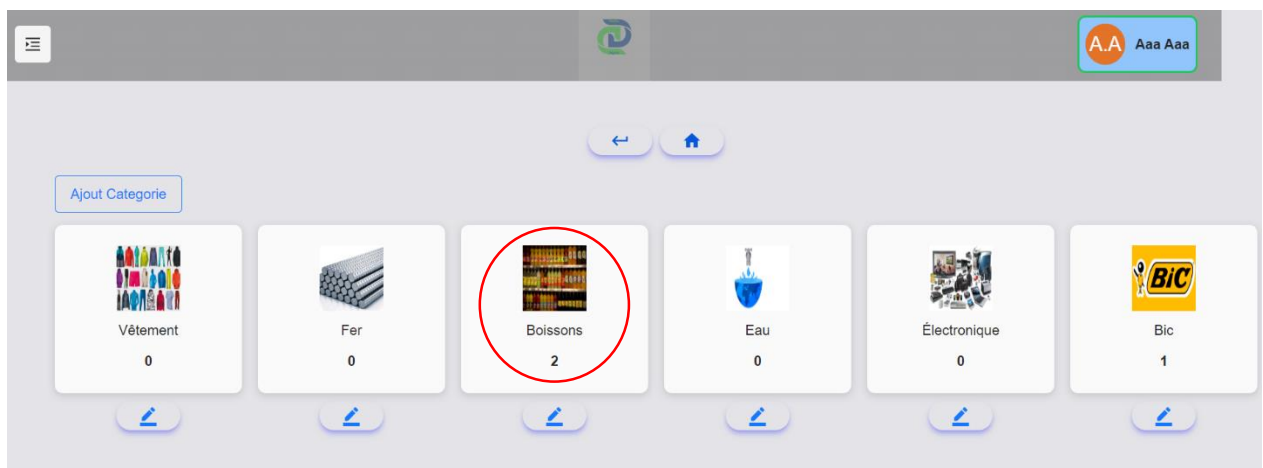 A.A Aaa Aaa
Ajout Categorie
BiC
Vêtement Fer Boissons Eau Électronique Bic
0 0 2 0 0 1